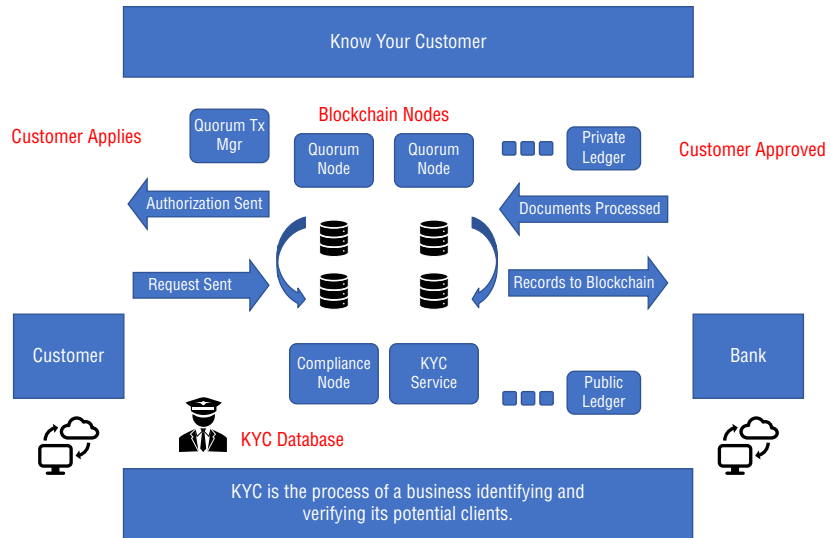 Know Your Customer
Customer Applies
Quorum Tx
Mgr
Blockchain Nodes
Quorum
Node
Quorum
Node
Private
Ledger
Customer Approved
Authorization Sent
Documents Processed
Request Sent
Records to Blockchain
Customer
Compliance
Node
KYC
Service
Public
Ledger
Bank
KYC Database
KYC is the process of a business identifying and
verifying its potential clients.